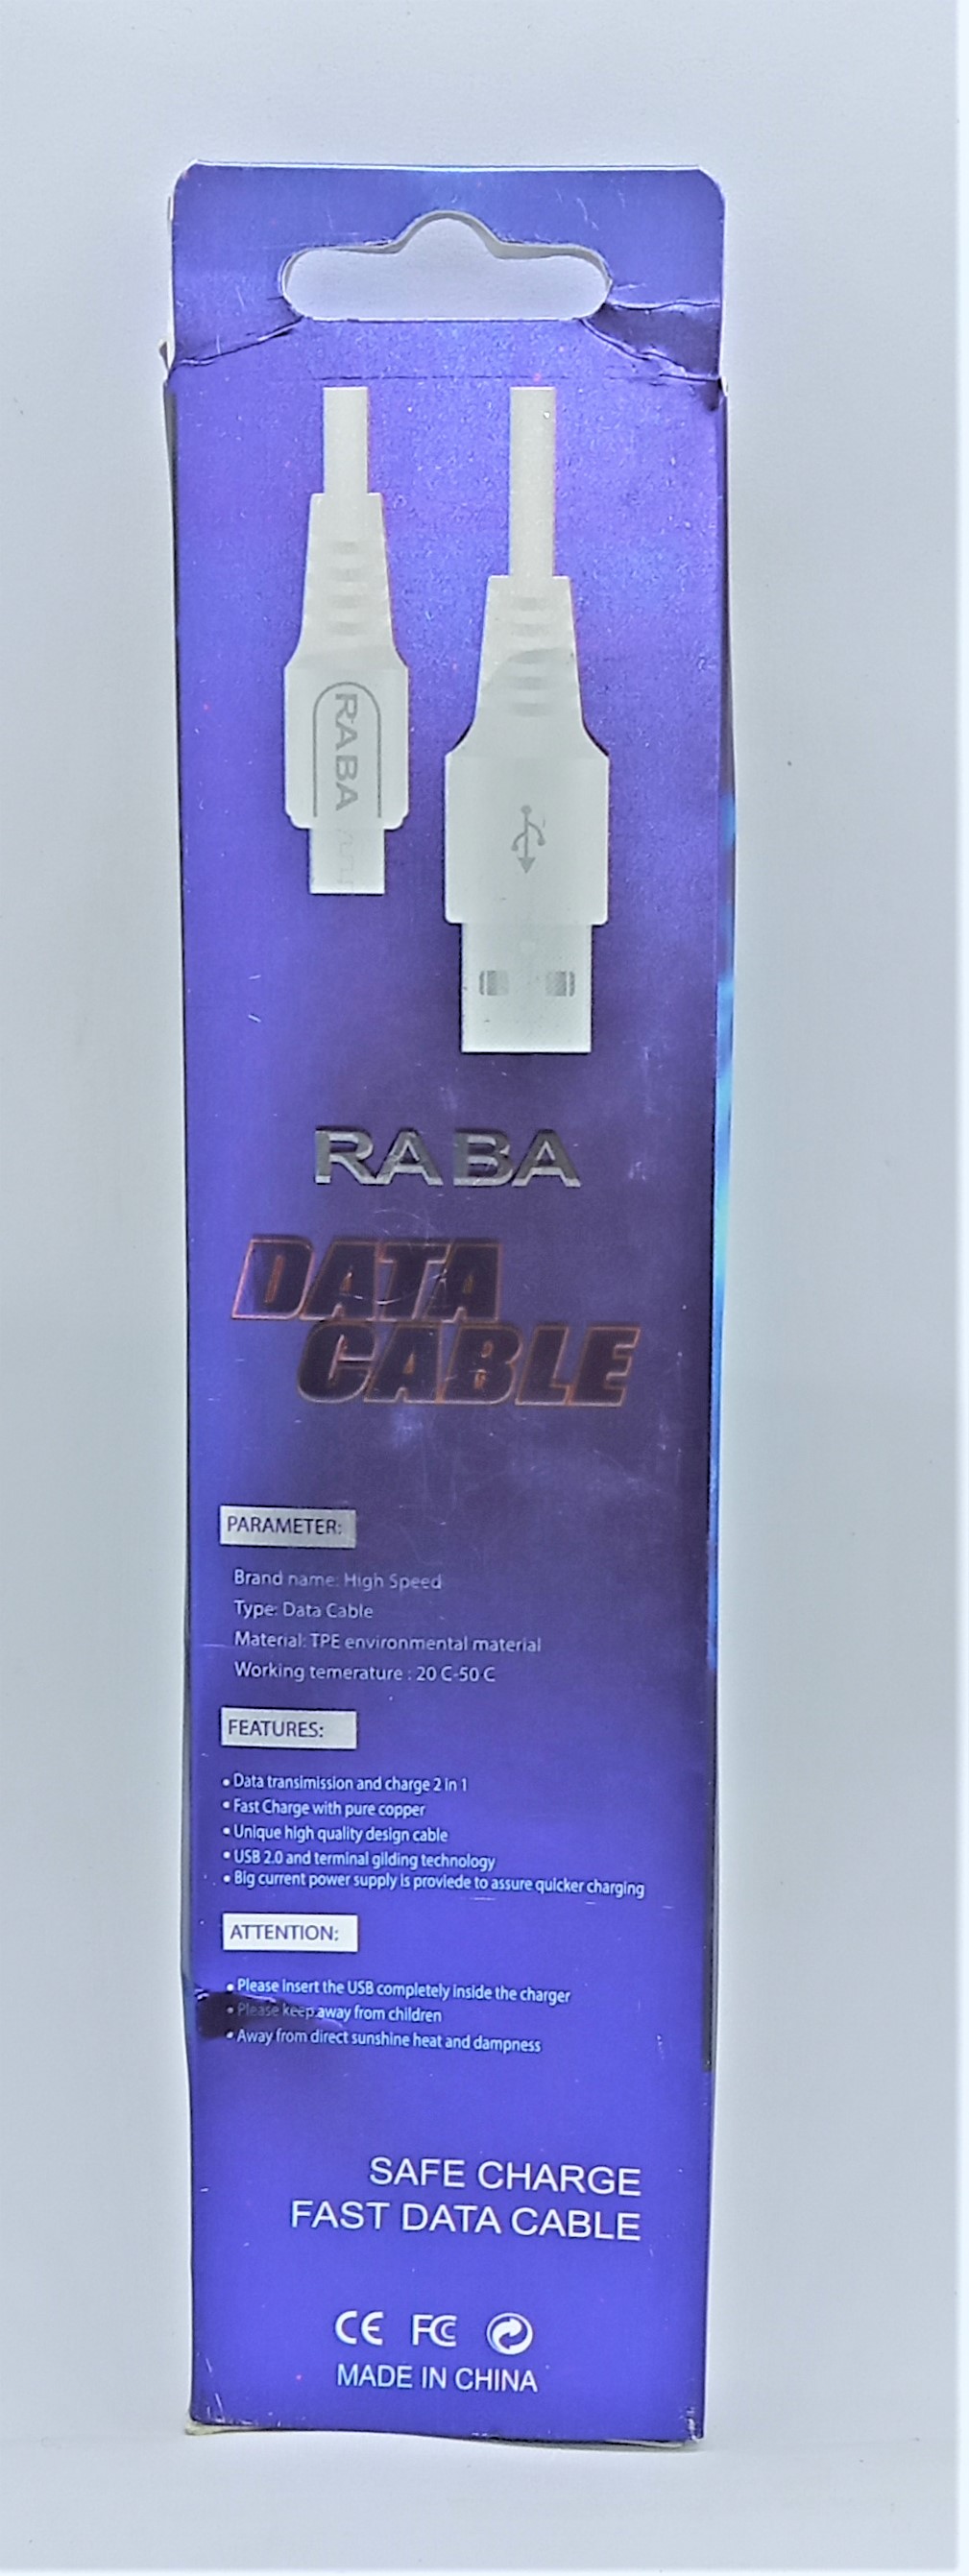 RABA
RABA
DATA
CABLE
PARAMETER:
Brand name: High Speed
Type: Data Cable
Material: TPE environmental material
Working temerature : 20 C-50 C
FEATURES:
• Data transimission and charge 2 in 1
• Fast Charge with pure copper
• Unique high quality design cable
• USB 2.0 and terminal gilding technology
• Big current power supply is proviede to assure quicker charging
ATTENTION:
• Please insert the USB completely inside the charger
• Please keep away from children
• Away from direct sunshine heat and dampness
SAFE CHARGE
FAST DATA CABLE
CE FC
MADE IN CHINA